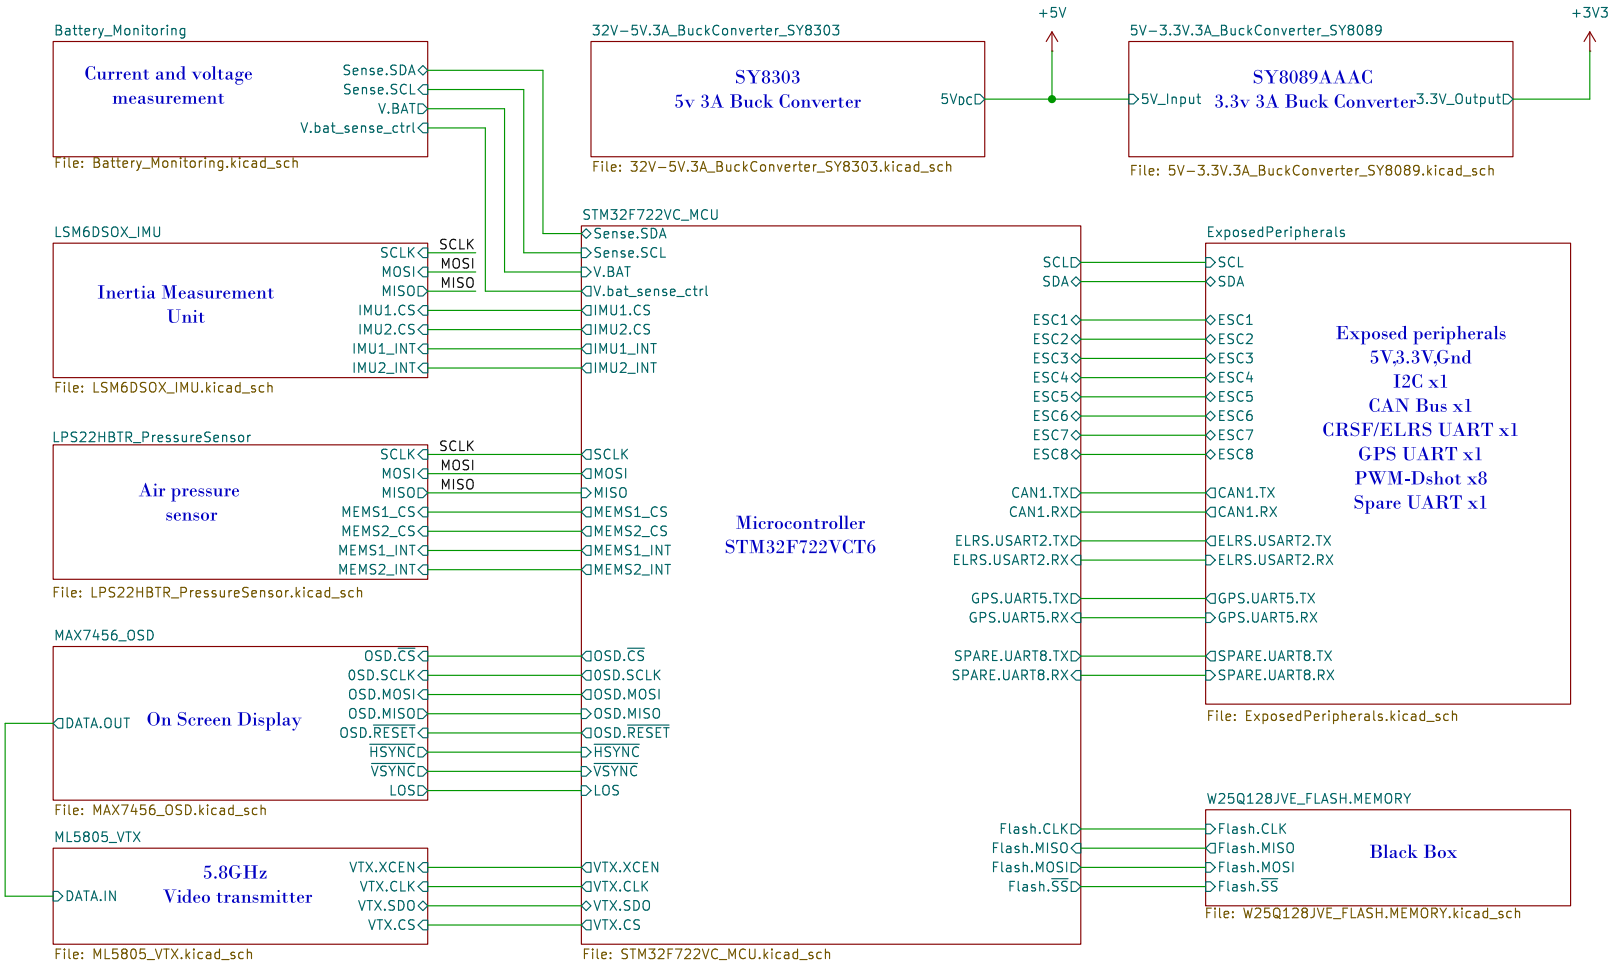 +5V
+3V3
Battery_Monitoring
Current and voltage
measurement
Sense.SDA
Sense.SCL
V.BAT
V.bat_sense_ctrl
File: Battery_Monitoring.kicad_sch
32V-5V.3A_BuckConverter_SY8303
SY8303
5v 3A Buck Converter
5VDC
File: 32V-5V.3A_BuckConverter_SY8303.kicad_sch
5V-3.3V.3A_BuckConverter_SY8089
SY8089AAAC
5V_Input
3.3v 3A Buck Converter
3.3V_Output
File: 5V-3.3V.3A_BuckConverter_SY8089.kicad_sch
LSM6DSOX_IMU
Inertia Measurement
Unit
SCLK
MOSI
MISO
IMU1.CS
IMU2.CS
IMU1_INT
IMU2_INT
SCLK
MOSI
MISO
File: LSM6DSOX_IMU.kicad_sch
LPS22HBTR_PressureSensor
Air pressure
sensor
SCLK
MOSI
MISO
MEMS1_CS
MEMS2_CS
MEMS1_INT
MEMS2_INT
SCLK
MOSI
MISO
File: LPS22HBTR_PressureSensor.kicad_sch
MAX7456_OSD
DATA.OUT
On Screen Display
OSD.CS
OSD.SCLK
OSD.MOSI
OSD.MISO
OSD.RESET
HSYNC
VSYNC
LOS
File: MAX7456_OSD.kicad_sch
ML5805_VTX
5.8GHz
Video transmitter
DATA.IN
VTX.XCEN
VTX.CLK
VTX.SDO
VTX.CS
File: ML5805_VTX.kicad_sch
STM32F722VC_MCU
Sense.SDA
Sense.SCL
V.BAT
V.bat_sense_ctrl
IMU1.CS
IMU2.CS
IMU1_INT
IMU2_INT
SCLK
MOSI
MISO
MEMS1_CS
MEMS2_CS
MEMS1_INT
MEMS2_INT
OSD.CS
OSD.SCLK
OSD.MOSI
OSD.MISO
OSD.RESET
HSYNC
VSYNC
LOS
VTX.XCEN
VTX.CLK
VTX.SDO
VTX.CS
Microcontroller
STM32F722VCT6
SCL
SDA
ESC1
ESC2
ESC3
ESC4
ESC5
ESC6
ESC7
ESC8
CAN1.TX
CAN1.RX
ELRS.USART2.TX
ELRS.USART2.RX
GPS.UART5.TX
GPS.UART5.RX
SPARE.UART8.TX
SPARE.UART8.RX
Flash.CLK
Flash.MISO
Flash.MOSI
Flash.SS
File: STM32F722VC_MCU.kicad_sch
ExposedPeripherals
SCL
SDA
ESC1
ESC2
ESC3
ESC4
ESC5
ESC6
ESC7
ESC8
CAN1.TX
CAN1.RX
ELRS.USART2.TX
ELRS.USART2.RX
GPS.UART5.TX
GPS.UART5.RX
SPARE.UART8.TX
SPARE.UART8.RX
Exposed peripherals
5V,3.3V,Gnd
I2C x1
CAN Bus x1
CRSF/ELRS UART x1
GPS UART x1
PWM-Dshot x8
Spare UART x1
File: ExposedPeripherals.kicad_sch
W25Q128JVE_FLASH.MEMORY
Flash.CLK
Flash.MISO
Flash.MOSI
Flash.SS
Black Box
File: W25Q128JVE_FLASH.MEMORY.kicad_sch